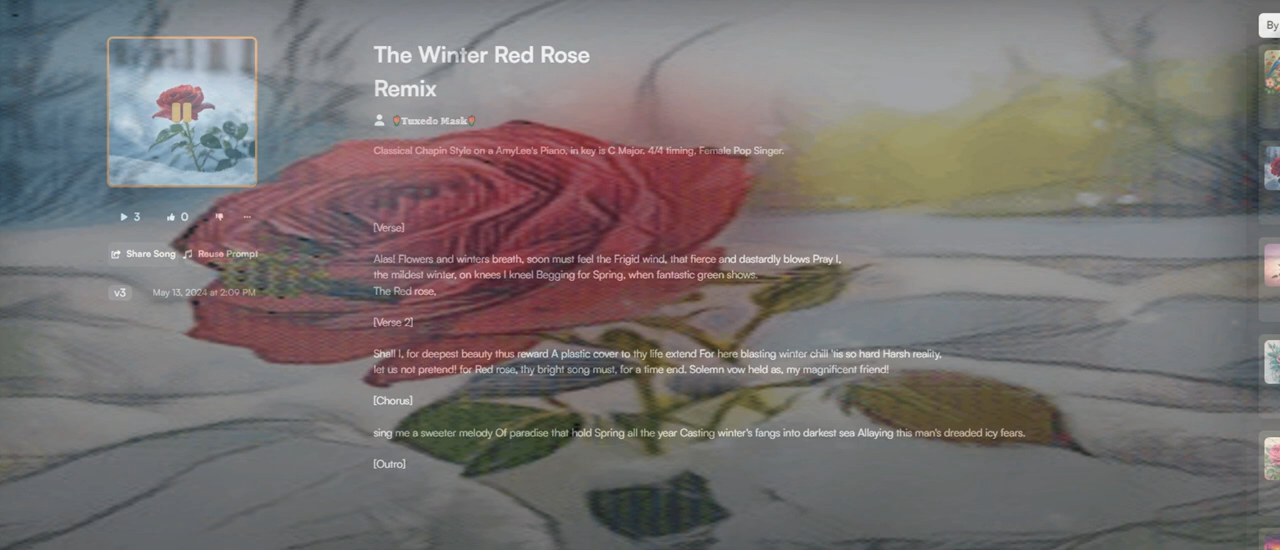 The Winter Red Rose
Remix
By
🌹Tuxedo Mask🌹
Classical Chapin Style on a AmyLee's Piano, in key is C Major. 4/4 timing, Female Pop Singer.
3 0
[Verse]
Share Song Reuse Prompt
Alas! Flowers and winters breath, soon must feel the Frigid wind, that fierce and dastardly blows Pray I,
the mildest winter, on knees I kneel Begging for Spring, when fantastic green shows.
The Red rose,
v3 May 13, 2024 at 2:09 PM
[Verse 2]
Shall I, for deepest beauty thus reward A plastic cover to thy life extend For here blasting winter chill 'tis so hard Harsh reality,
let us not pretend! for Red rose, thy bright song must, for a time end. Solemn vow held as, my magnificent friend!
[Chorus]
sing me a sweeter melody Of paradise that hold Spring all the year Casting winter's fangs into darkest sea Allaying this man's dreaded icy fears.
[Outro]